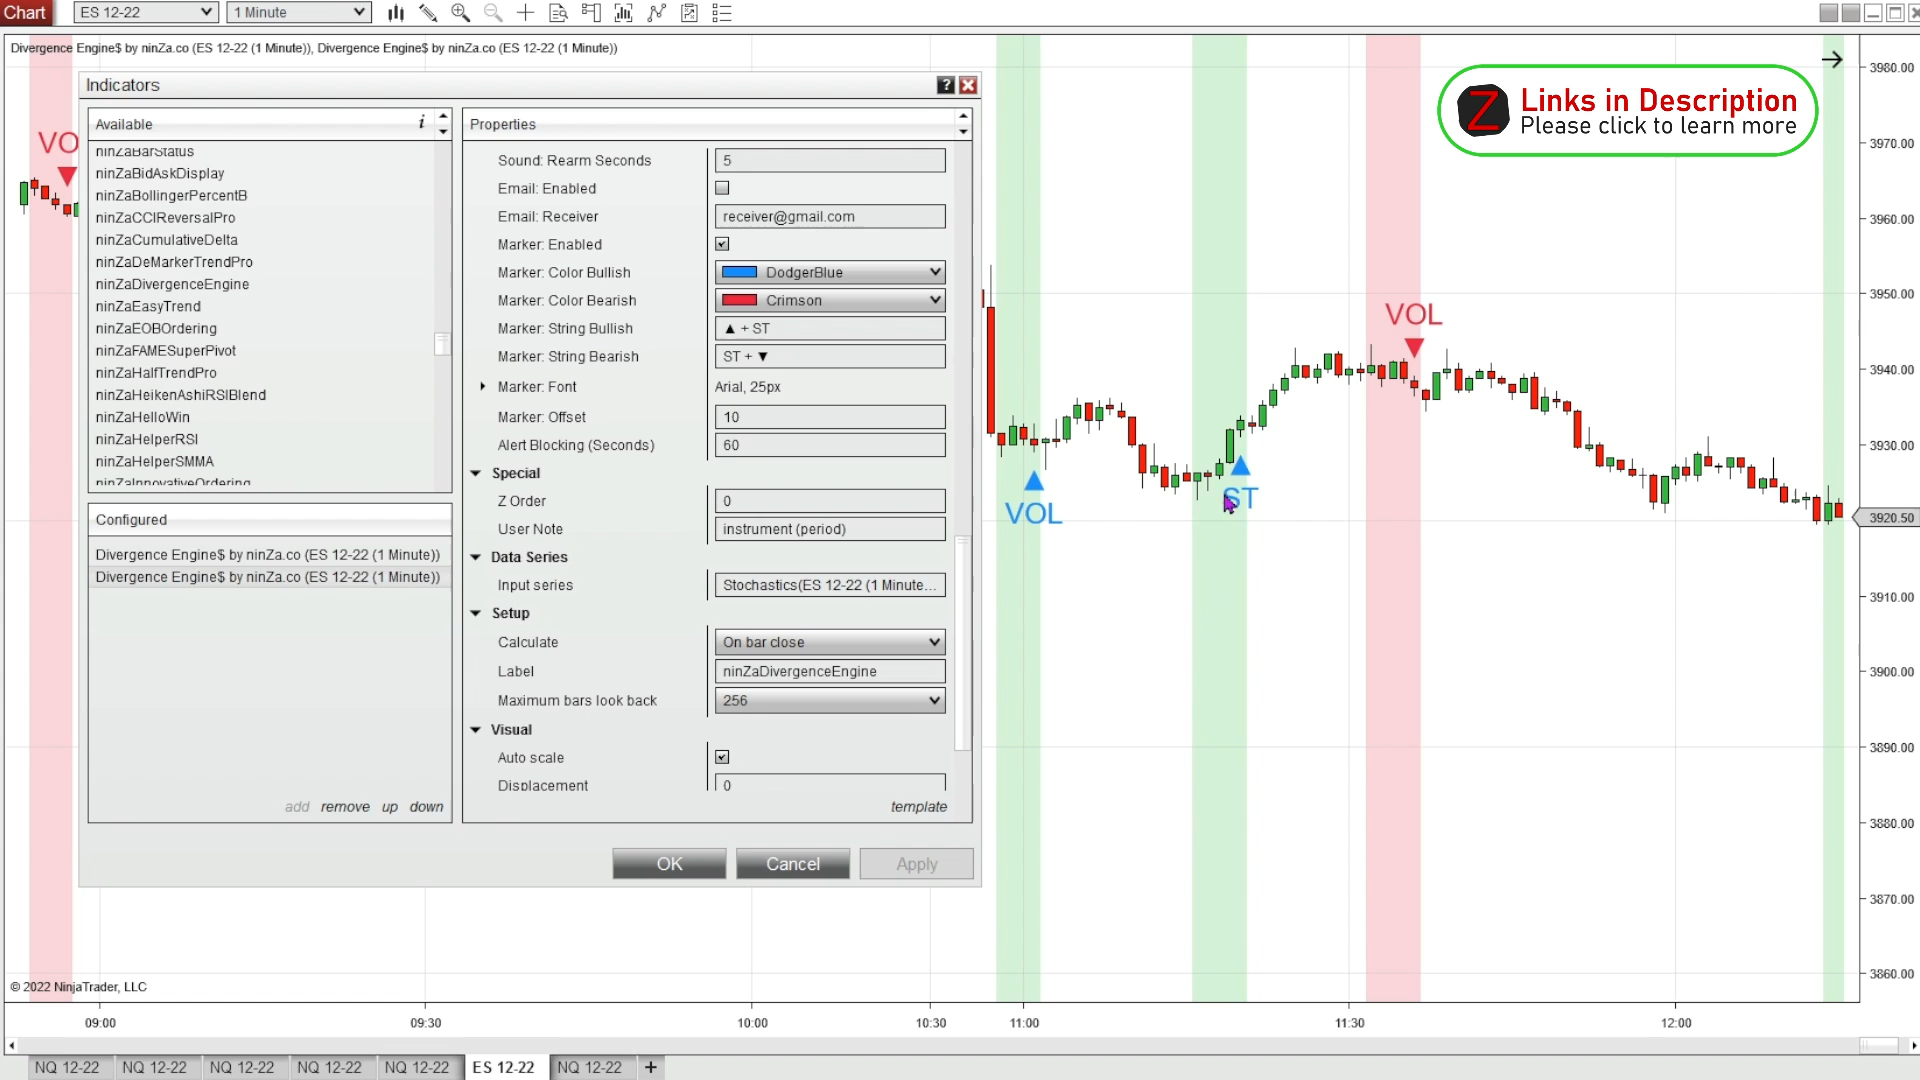 Chart
ES 12-22
1 Minute
Divergence Engine$ by ninZa.co (ES 12-22 (1 Minute)), Divergence Engine$ by ninZa.co (ES 12-22 (1 Minute))
Z
Links in Description
Please click to learn more
Indicators
?
Available
i
ninZaBarStatus
ninZaBidAskDisplay
ninZaBollingerPercentB
ninZaCCIReversalPro
ninZaCumulativeDelta
ninZaDeMarkerTrendPro
ninZaDivergenceEngine
ninZaEasyTrend
ninZaEOBOrdering
ninZaFAMESuperPivot
ninZaHalfTrendPro
ninZaHeikenAshiRSIBlend
ninZaHelloWin
ninZaHelperRSI
ninZaHelperSMMA
ninZaInnovativeOrdering
Configured
Divergence Engine$ by ninZa.co (ES 12-22 (1 Minute))
Divergence Engine$ by ninZa.co (ES 12-22 (1 Minute))
add remove up down
Properties
Sound: Rearm Seconds 5
Email: Enabled
Email: Receiver receiver@gmail.com
Marker: Enabled
Marker: Color Bullish DodgerBlue
Marker: Color Bearish Crimson
Marker: String Bullish ▲ + ST
Marker: String Bearish ST + ▼
Marker: Font Arial, 25px
Marker: Offset 10
Alert Blocking (Seconds) 60
Special
Z Order 0
User Note instrument (period)
Data Series
Input series Stochastics(ES 12-22 (1 Minute...
Setup
Calculate On bar close
Label ninZaDivergenceEngine
Maximum bars look back 256
Visual
Auto scale
Displacement 0
template
OK Cancel Apply
VO
VOL
ST
VOL
3980.00
3970.00
3960.00
3950.00
3940.00
3930.00
3920.50
3910.00
3900.00
3890.00
3880.00
3870.00
3860.00
© 2022 NinjaTrader, LLC
09:00 09:30 10:00 10:30 11:00 11:30 12:00
NQ 12-22 NQ 12-22 NQ 12-22 NQ 12-22 NQ 12-22 ES 12-22 NQ 12-22 +